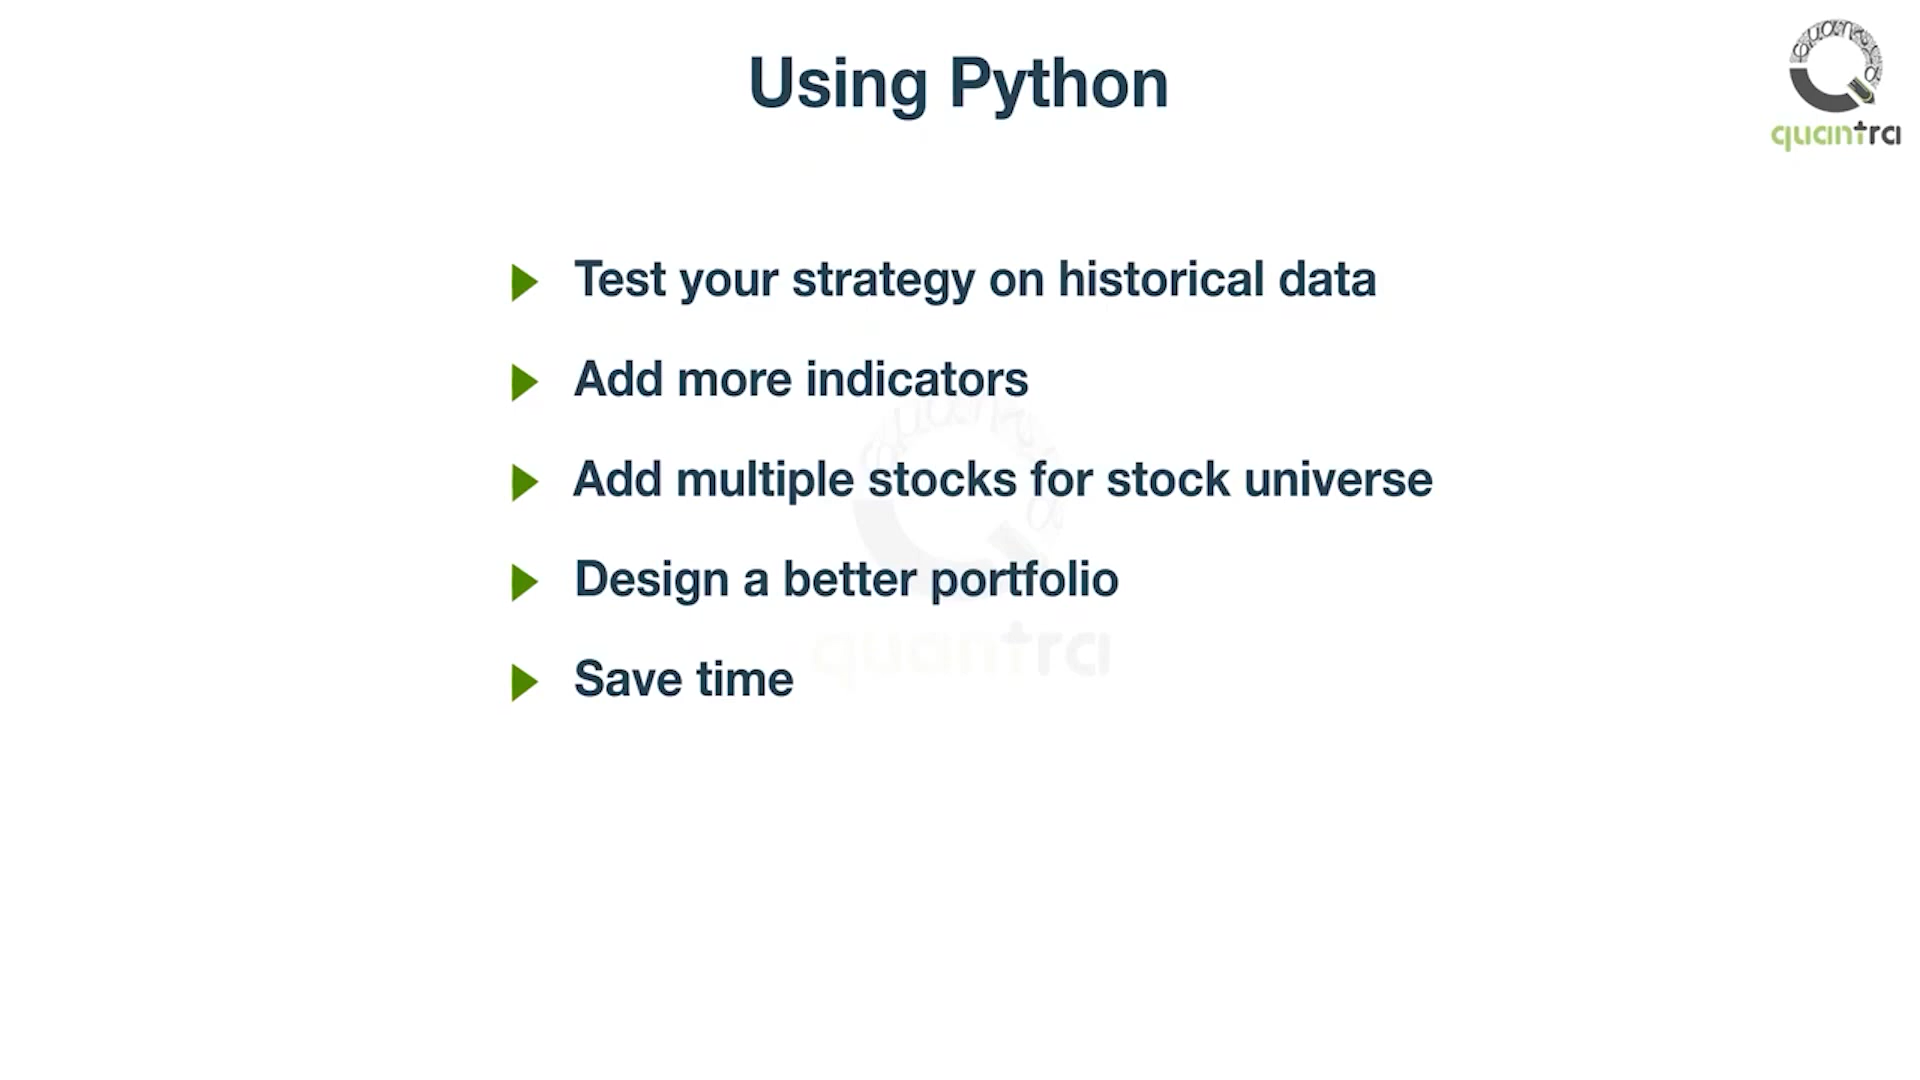 Using Python
quantra
Test your strategy on historical data
Add more indicators
Add multiple stocks for stock universe
Design a better portfolio
quantra
Save time